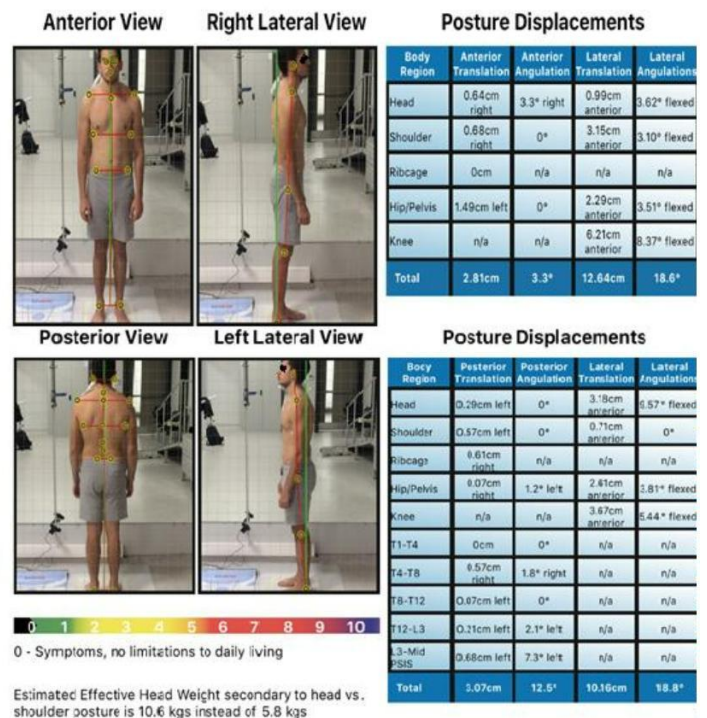 Anterior View Right Lateral View Posture Displacements
Body Region Anterior Translation Anterior Angulation Lateral Translation Lateral Angulations
Head 0.64cm right 3.3° right 0.99cm anterior 3.62° flexed
Shoulder 0.68cm right 0° 3.15cm anterior 3.10° flexed
Ribcage 0cm n/a n/a n/a
Hip/Pelvis 1.49cm left 0° 2.29cm anterior 3.51° flexed
Knee n/a n/a 6.21cm anterior 8.37° flexed
Total 2.81cm 3.3° 12.64cm 18.6°
Posterior View Left Lateral View Posture Displacements
Body Region Posterior Translation Posterior Angulation Lateral Translation Lateral Angulations
Head 0.29cm left 0° 3.18cm anterior 6.57° flexed
Shoulder 0.57cm left 0° 0.71cm anterior 0°
Ribcage 0.61cm right n/a n/a n/a
Hip/Pelvis 0.07cm right 1.2° left 2.61cm anterior 3.81° flexed
Knee n/a n/a 3.67cm anterior 5.44° flexed
T1-T4 0cm 0° n/a n/a
T4-T8 0.57cm right 1.8° right n/a n/a
T8-T12 0.07cm left 0° n/a n/a
T12-L3 0.21cm left 2.1° left n/a n/a
L3-Mid PSIS 0.68cm left 7.3° left n/a n/a
Total 3.07cm 12.5° 10.16cm 18.8°
0 1 2 3 4 5 6 7 8 9 10
0 - Symptoms, no limitations to daily living
Estimated Effective Head Weight secondary to head vs.
shoulder posture is 10.6 kgs instead of 5.8 kgs